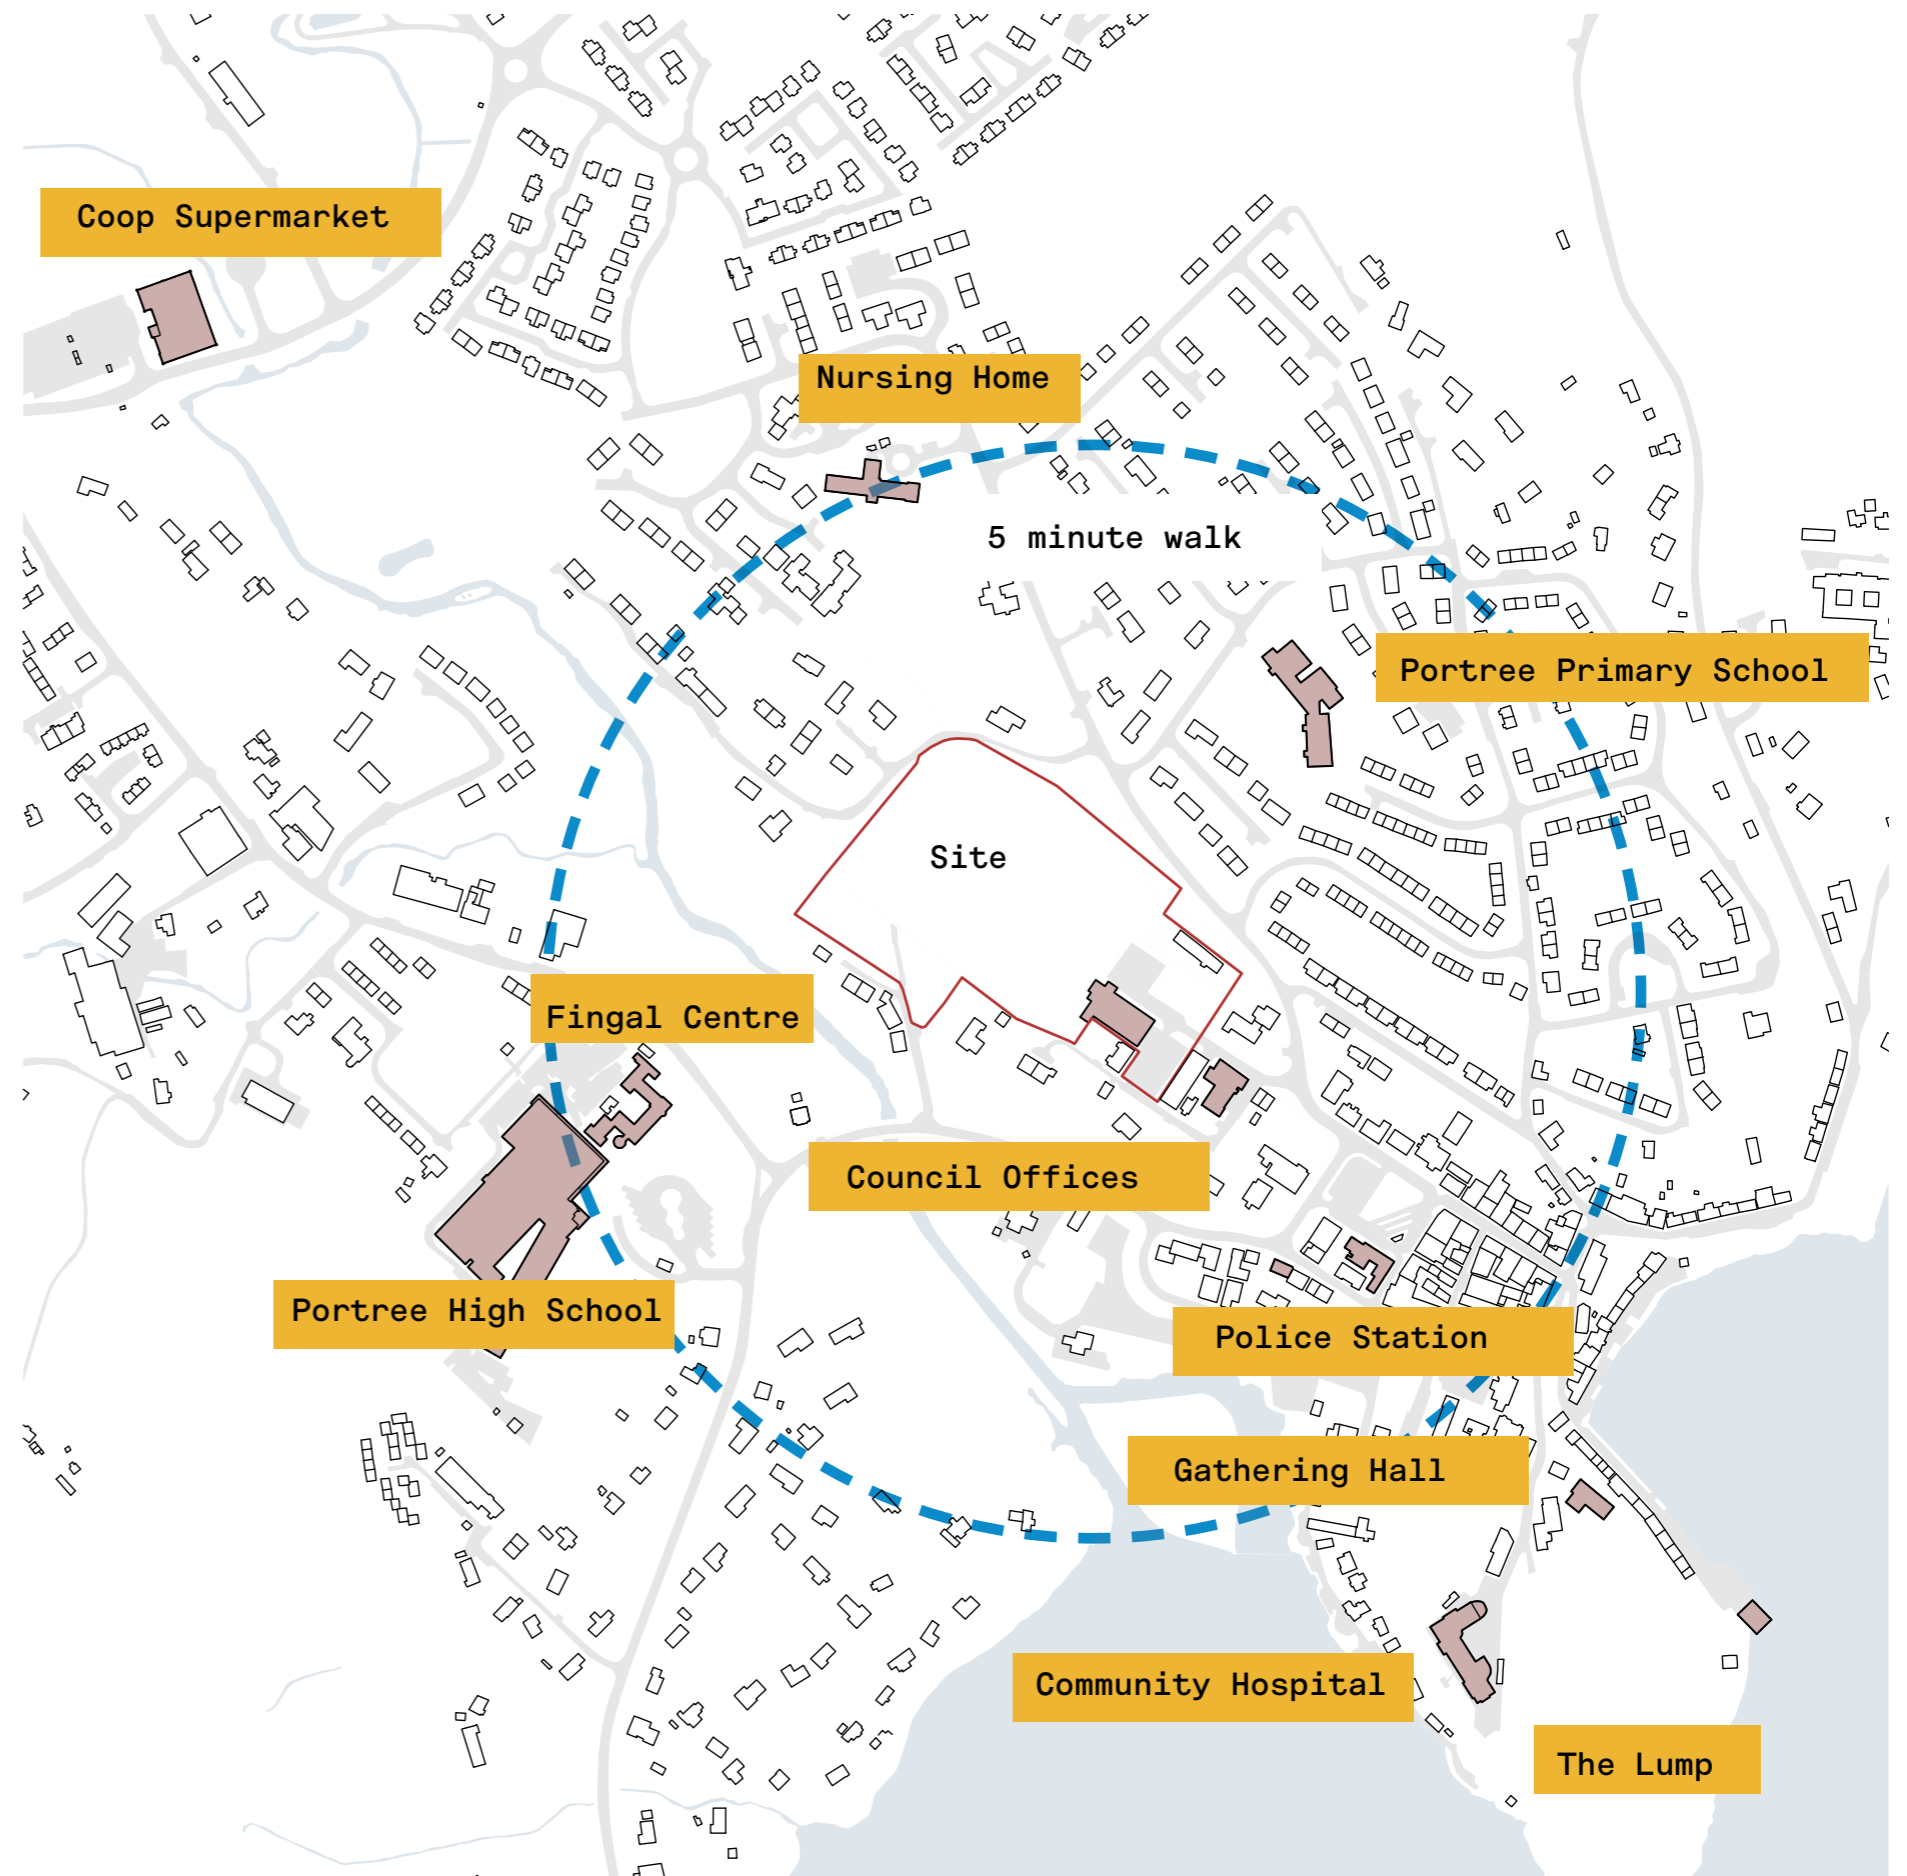 Coop Supermarket
Nursing Home
5 minute walk
Portree Primary School
Site
Fingal Centre
Council Offices
Portree High School
Police Station
Gathering Hall
Community Hospital
The Lump